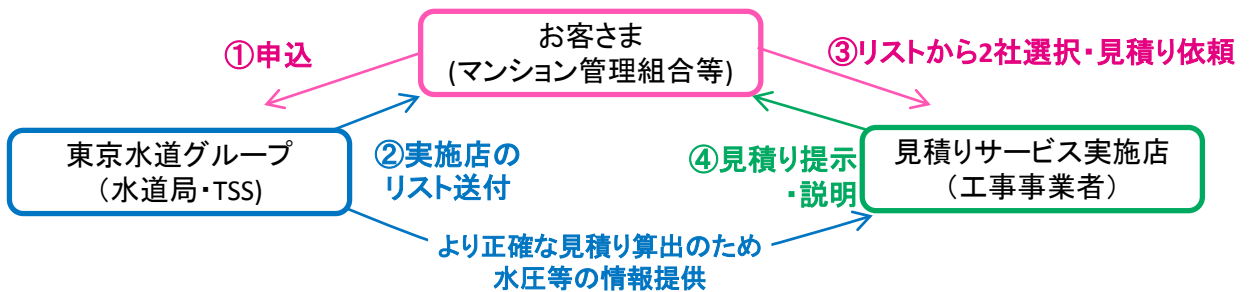 お客さま
(マンション管理組合等)
①申込
③リストから2社選択・見積り依頼
東京水道グループ
（水道局・TSS)
②実施店の
リスト送付
④見積り提示
・説明
見積りサービス実施店
（工事事業者）
より正確な見積り算出のため
水圧等の情報提供